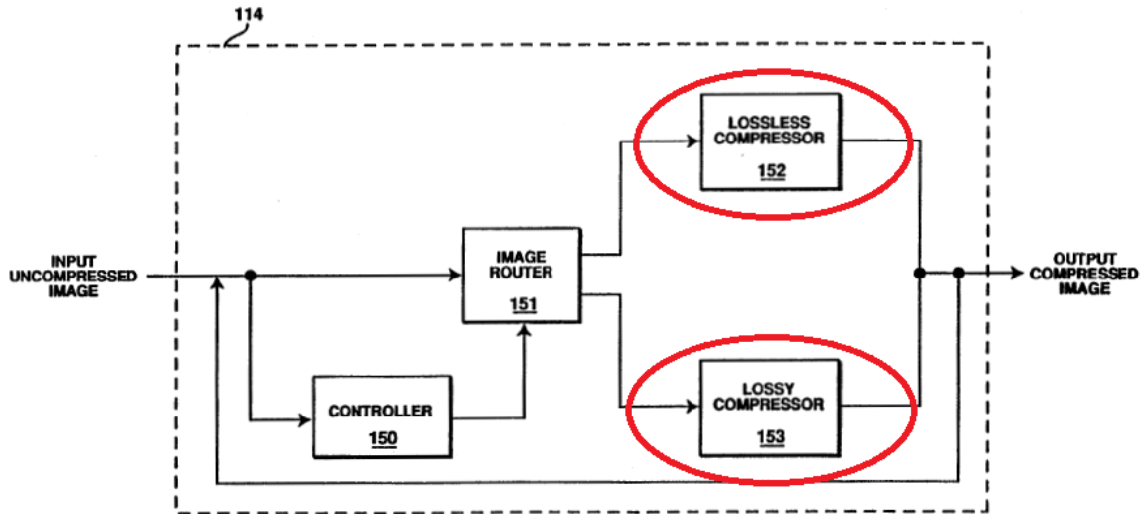 114
LOSSLESS
COMPRESSOR
152
INPUT
UNCOMPRESSED
IMAGE
IMAGE
ROUTER
151
OUTPUT
COMPRESSED
IMAGE
CONTROLLER
150
LOSSY
COMPRESSOR
153